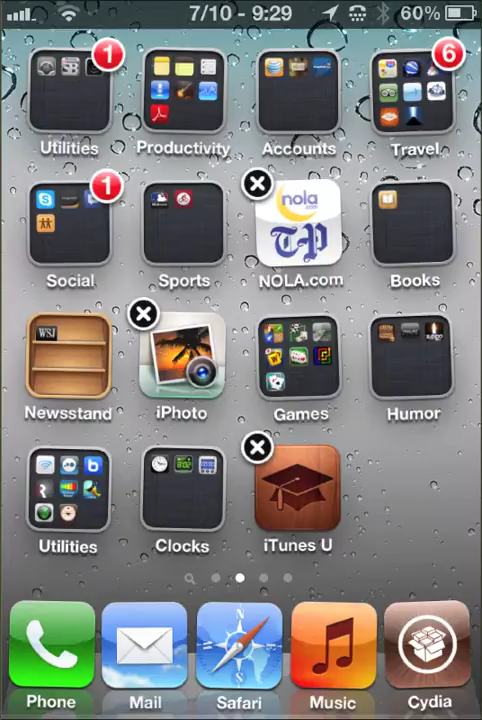 7/10 - 9:29
60%
1
6
Utilities
Productivity
Accounts
Travel
1
nola
.com
TP
Social
Sports
NOLA.com
Books
WSJ
Newsstand
iPhoto
Games
Humor
Utilities
Clocks
iTunes U
Phone
Mail
Safari
Music
Cydia